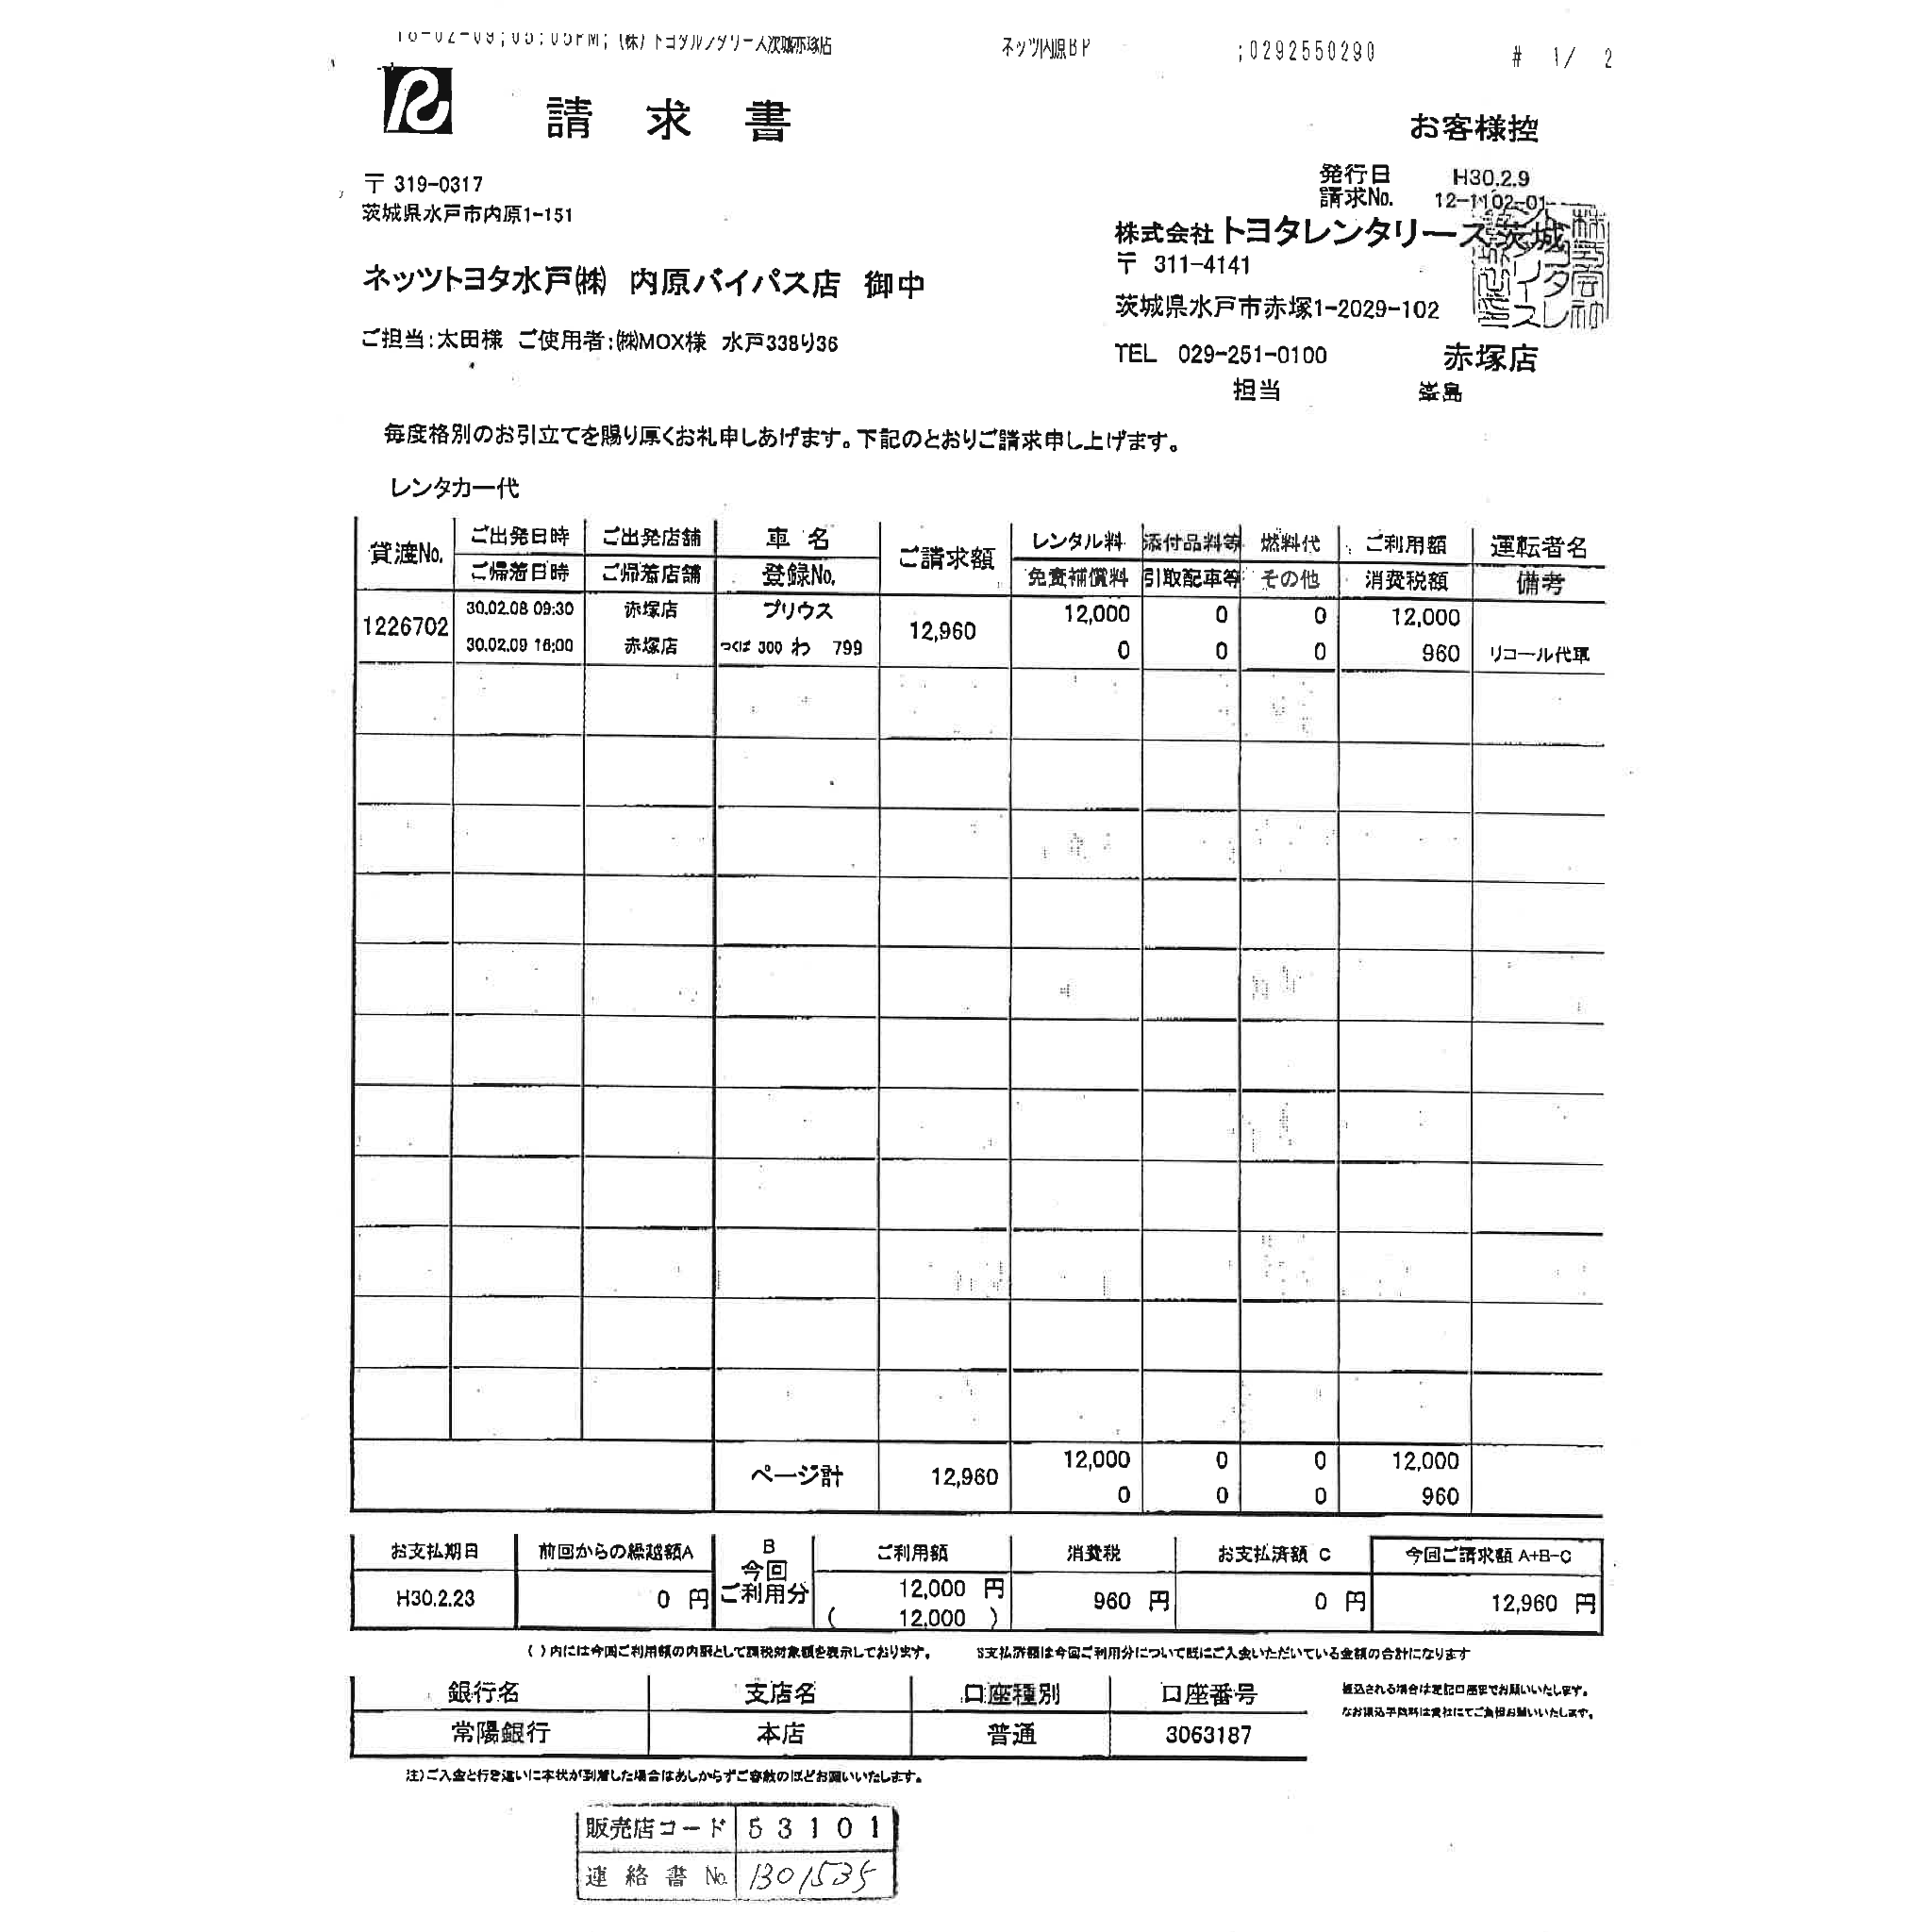 18-02-09;05:05PM;(株)トヨタレンタリース茨城赤塚店 ネッツ内原BP ;0292550290 # 1/ 2
請求書
お客様控
発行日 H30.2.9
請求No. 12-1102-01
〒 319-0317
茨城県水戸市内原1-151
株式会社トヨタレンタリース茨城
〒 311-4141
ネッツトヨタ水戸㈱ 内原バイパス店 御中
茨城県水戸市赤塚1-2029-102
ご担当:太田様 ご使用者:㈱MOX様 水戸338り36
TEL 029-251-0100 赤塚店
担当 峯島
毎度格別のお引立てを賜り厚くお礼申しあげます。下記のとおりご請求申し上げます。
レンタカー代
貸渡No. ご出発日時 ご出発店舗 車名 ご請求額 レンタル料 添付品料等 燃料代 ご利用額 運転者名
ご帰着日時 ご帰着店舗 登録No. 免責補償料 引取配車等 その他 消費税額 備考
1226702 30.02.08 09:30 赤塚店 プリウス 12,960 12,000 0 0 12,000
30.02.09 16:00 赤塚店 つくば 300 わ 799 0 0 0 960 リコール代車
ページ計 12,960 12,000 0 0 12,000
0 0 0 960
お支払期日 前回からの繰越額A B 今回ご利用分 ご利用額 消費税 お支払済額 C 今回ご請求額 A+B-C
H30.2.23 0 円 12,000 円 960 円 0 円 12,960 円
( 12,000 )
( )内には今回ご利用額の内訳として課税対象額を表示しております。 S支払済額は今回ご利用分について既にご入金いただいている金額の合計になります
銀行名 支店名 口座種別 口座番号
常陽銀行 本店 普通 3063187
振込される場合は左記口座までお願いいたします。
なお振込手数料は貴社にてご負担お願いいたします。
注)ご入金と行き違いに本状が到着した場合はあしからずご容赦のほどお願いいたします。
販売店コード 53101
連絡書No. 1301535